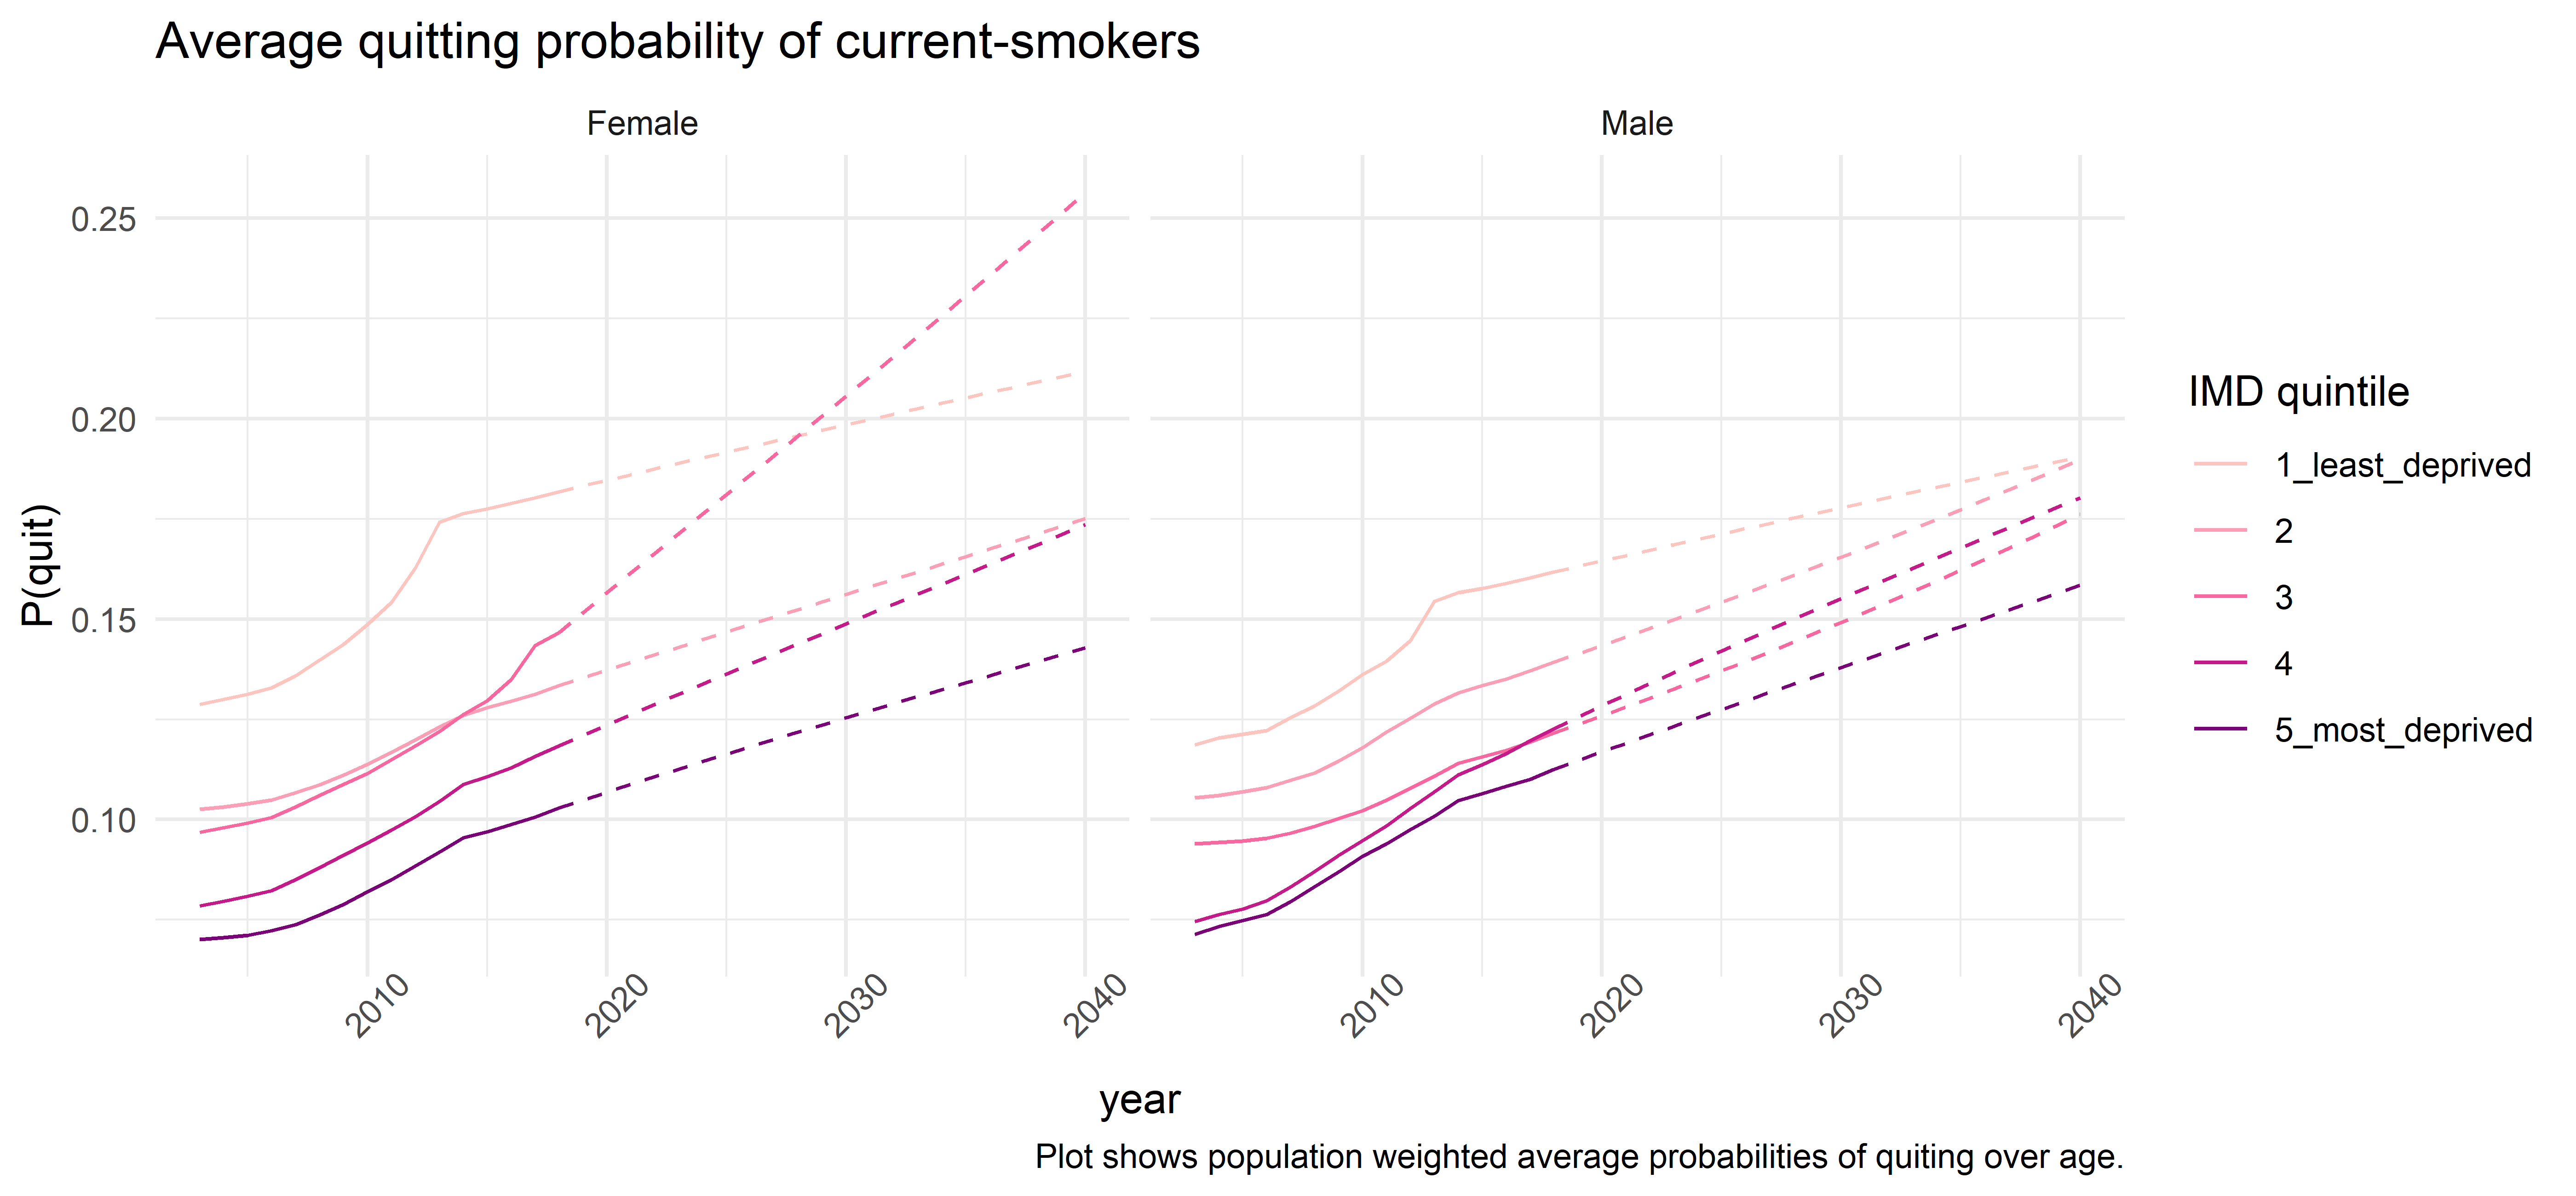 Average quitting probability of current-smokers
Female
Male
0.25
0.20
0.15
0.10
P(quit)
2010
2020
2030
2040
2010
2020
2030
2040
year
IMD quintile
1_least_deprived
2
3
4
5_most_deprived
Plot shows population weighted average probabilities of quiting over age.